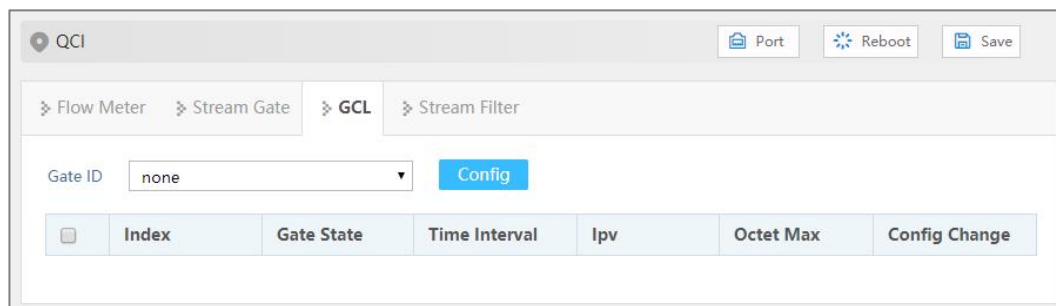 QCI Port Reboot Save
Flow Meter Stream Gate GCL Stream Filter
Gate ID none Config
Index Gate State Time Interval Ipv Octet Max Config Change